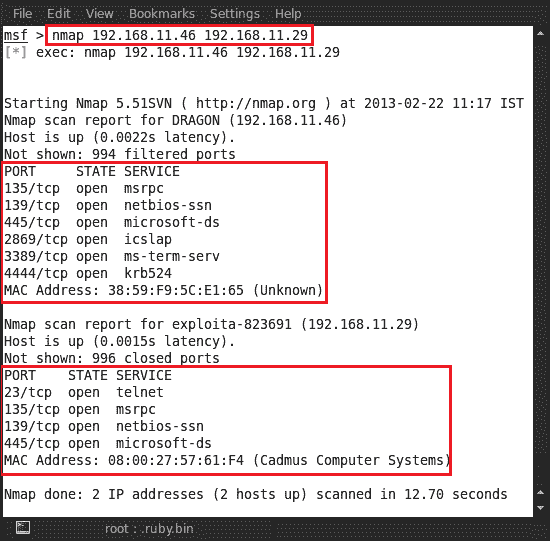 File Edit View Bookmarks Settings Help
msf > nmap 192.168.11.46 192.168.11.29
[*] exec: nmap 192.168.11.46 192.168.11.29
Starting Nmap 5.51SVN ( http://nmap.org ) at 2013-02-22 11:17 IST
Nmap scan report for DRAGON (192.168.11.46)
Host is up (0.0022s latency).
Not shown: 994 filtered ports
PORT STATE SERVICE
135/tcp open msrpc
139/tcp open netbios-ssn
445/tcp open microsoft-ds
2869/tcp open icslap
3389/tcp open ms-term-serv
4444/tcp open krb524
MAC Address: 38:59:F9:5C:E1:65 (Unknown)
Nmap scan report for exploita-823691 (192.168.11.29)
Host is up (0.0015s latency).
Not shown: 996 closed ports
PORT STATE SERVICE
23/tcp open telnet
135/tcp open msrpc
139/tcp open netbios-ssn
445/tcp open microsoft-ds
MAC Address: 08:00:27:57:61:F4 (Cadmus Computer Systems)
Nmap done: 2 IP addresses (2 hosts up) scanned in 12.70 seconds
root : .ruby.bin